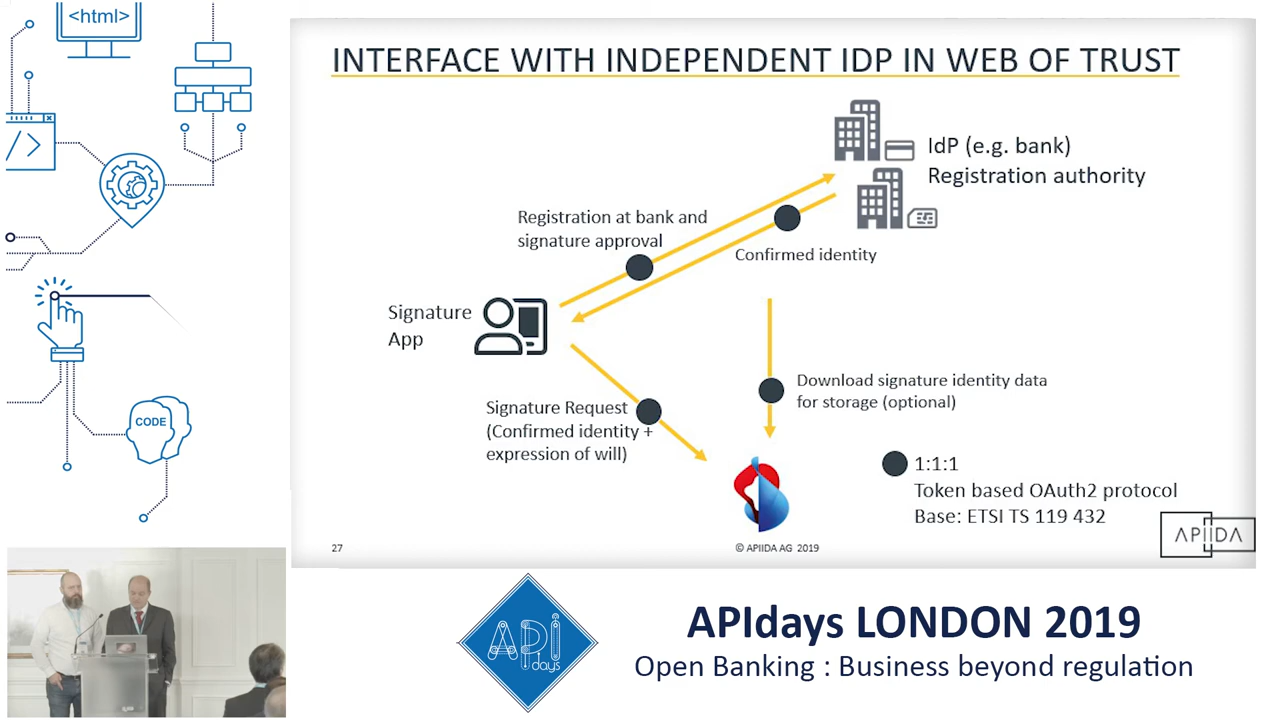 <html>
INTERFACE WITH INDEPENDENT IDP IN WEB OF TRUST
IdP (e.g. bank)
Registration authority
Registration at bank and
signature approval
Confirmed identity
Signature
App
Download signature identity data
for storage (optional)
Signature Request
(Confirmed identity +
expression of will)
CODE
1:1:1
Token based OAuth2 protocol
Base: ETSI TS 119 432
APIIDA
27
© APIIDA AG 2019
API
days
APIdays LONDON 2019
Open Banking : Business beyond regulation